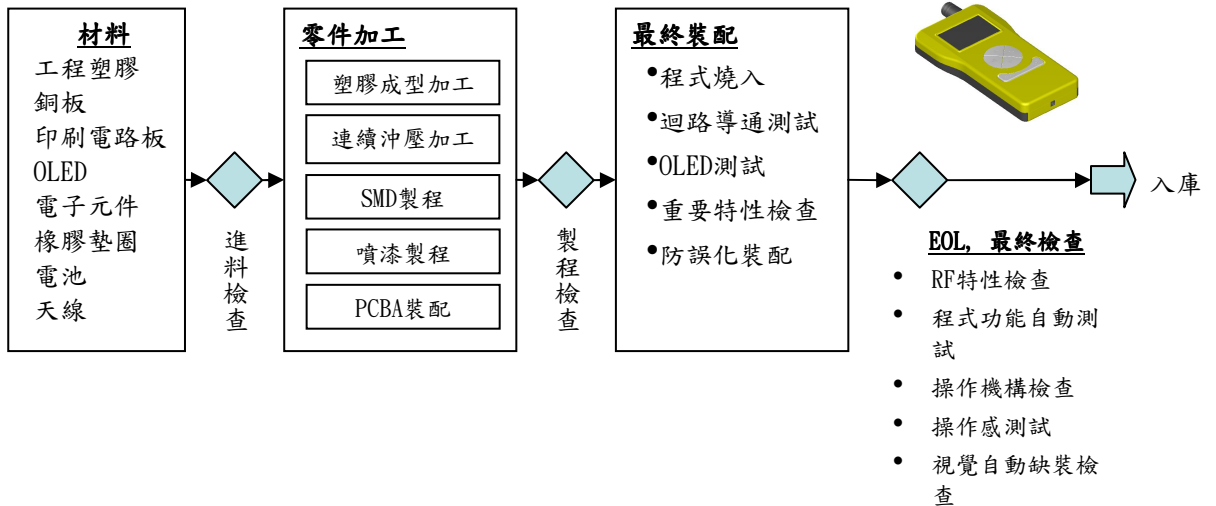 材料
工程塑膠
銅板
印刷電路板
OLED
電子元件
橡膠墊圈
電池
天線
進料檢查
零件加工
塑膠成型加工
連續沖壓加工
SMD製程
噴漆製程
PCBA裝配
製程檢查
最終裝配
•程式燒入
•迴路導通測試
•OLED測試
•重要特性檢查
•防誤化裝配
入庫
EOL, 最終檢查
• RF特性檢查
• 程式功能自動測
試
• 操作機構檢查
• 操作感測試
• 視覺自動缺裝檢
查